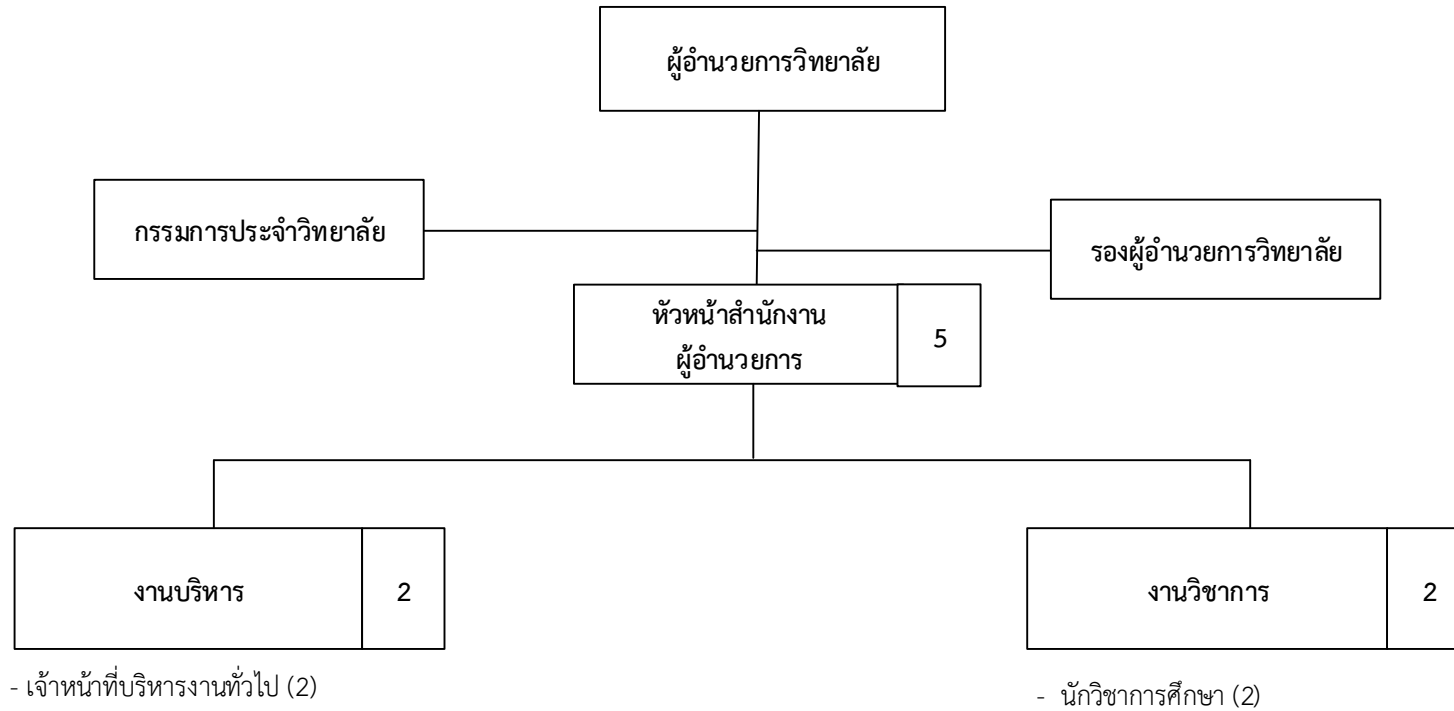 ผู้อำนวยการวิทยาลัย
กรรมการประจำวิทยาลัย
รองผู้อำนวยการวิทยาลัย
หัวหน้าสำนักงาน
ผู้อำนวยการ
5
งานบริหาร
2
งานวิชาการ
2
- เจ้าหน้าที่บริหารงานทั่วไป (2)
- นักวิชาการศึกษา (2)